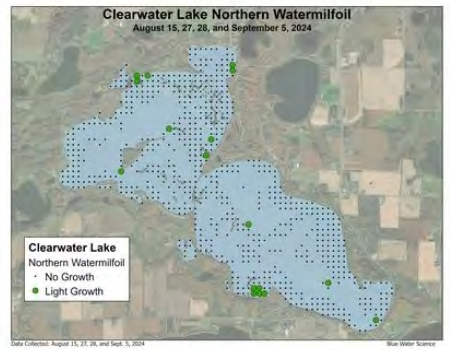 Clearwater Lake Northern Watermilfoil
August 15, 27, 28, and September 5, 2024
Clearwater Lake
Northern Watermilfoil
No Growth
Light Growth
Data Collected: August 15, 27, 28, and Sept. 5, 2024
Blue Water Science